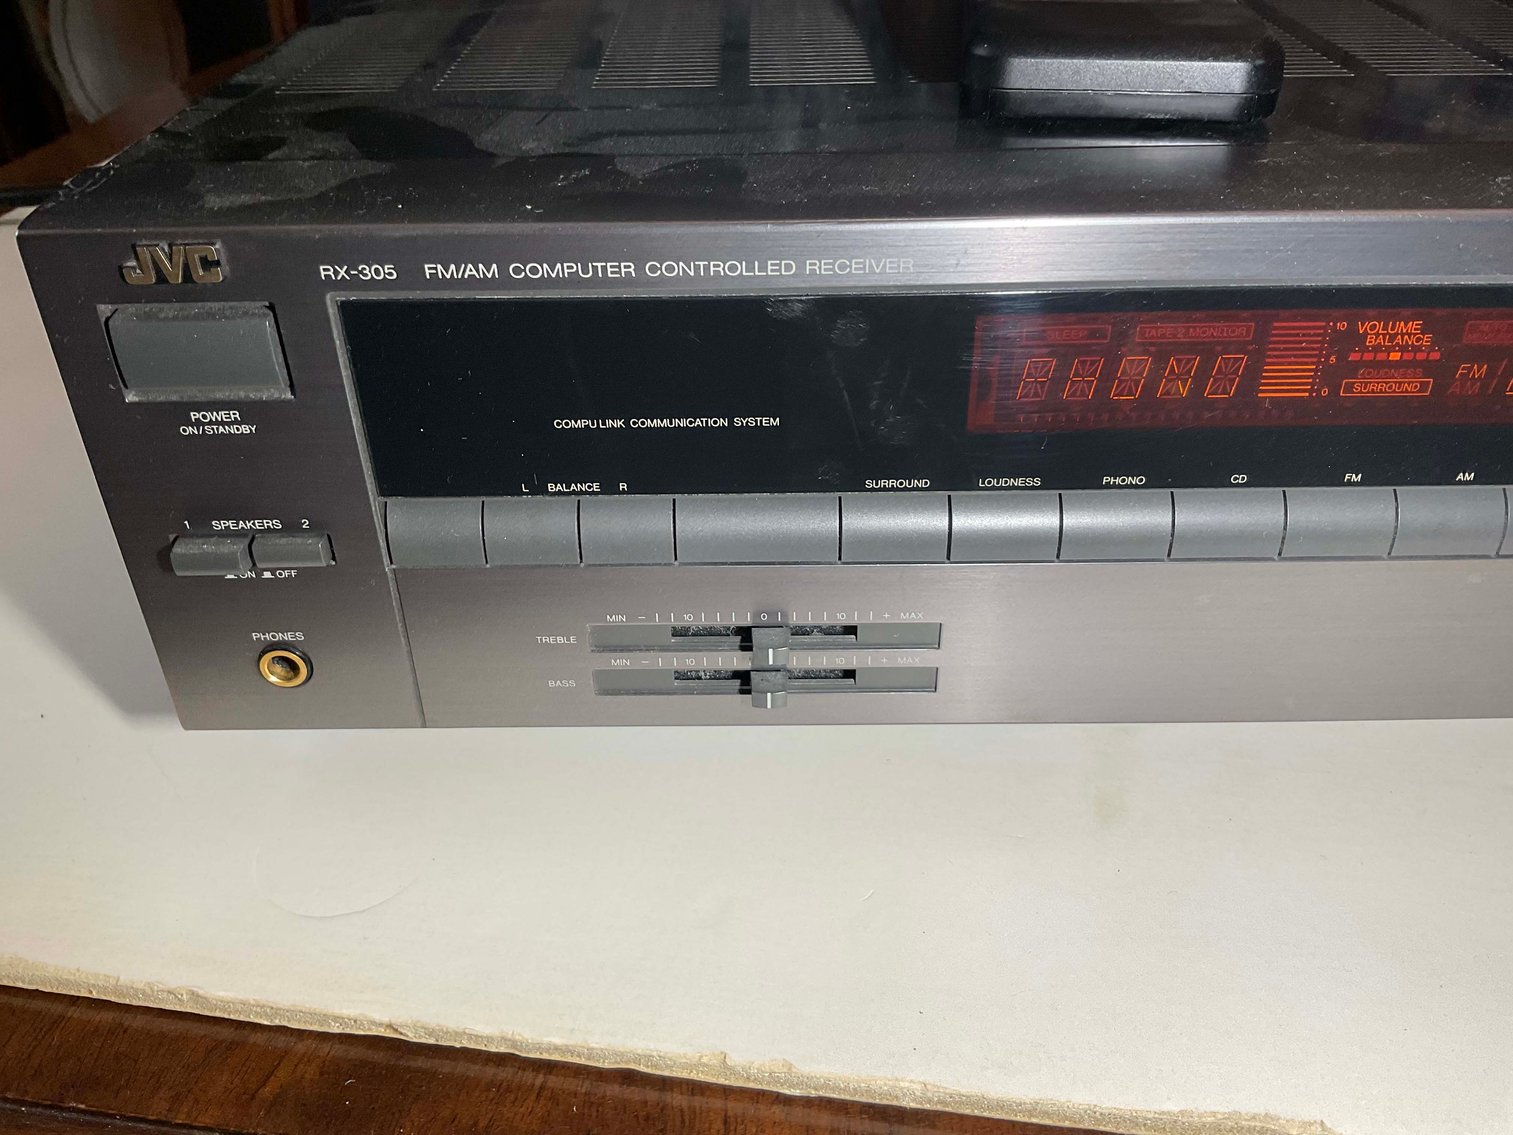 JVC
RX-305 FM/AM COMPUTER CONTROLLED RECEIVER
SLEEP TAPE 2 MONITOR
10 VOLUME
BALANCE
5
LOUDNESS
SURROUND
0
FM
AM
POWER
ON/STANDBY
COMPU LINK COMMUNICATION SYSTEM
L BALANCE R
SURROUND LOUDNESS PHONO CD FM AM
1 SPEAKERS 2
ON OFF
PHONES
MIN − 10 0 10 + MAX
TREBLE
MIN − 10 10 + MAX
BASS